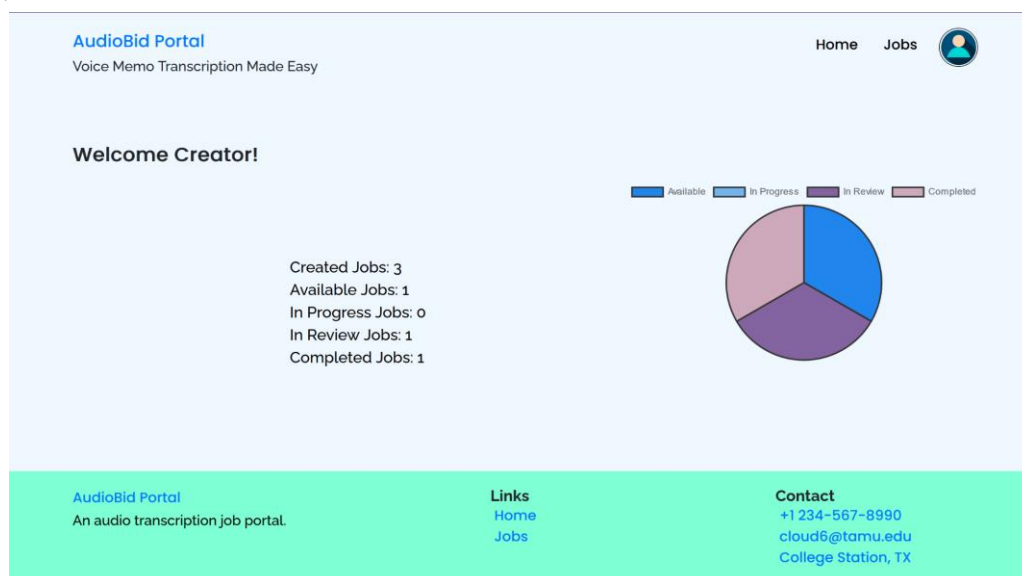 AudioBid Portal
Voice Memo Transcription Made Easy
Home Jobs
Welcome Creator!
Available In Progress In Review Completed
Created Jobs: 3
Available Jobs: 1
In Progress Jobs: 0
In Review Jobs: 1
Completed Jobs: 1
AudioBid Portal
An audio transcription job portal.
Links
Home
Jobs
Contact
+1 234-567-8990
cloud6@tamu.edu
College Station, TX